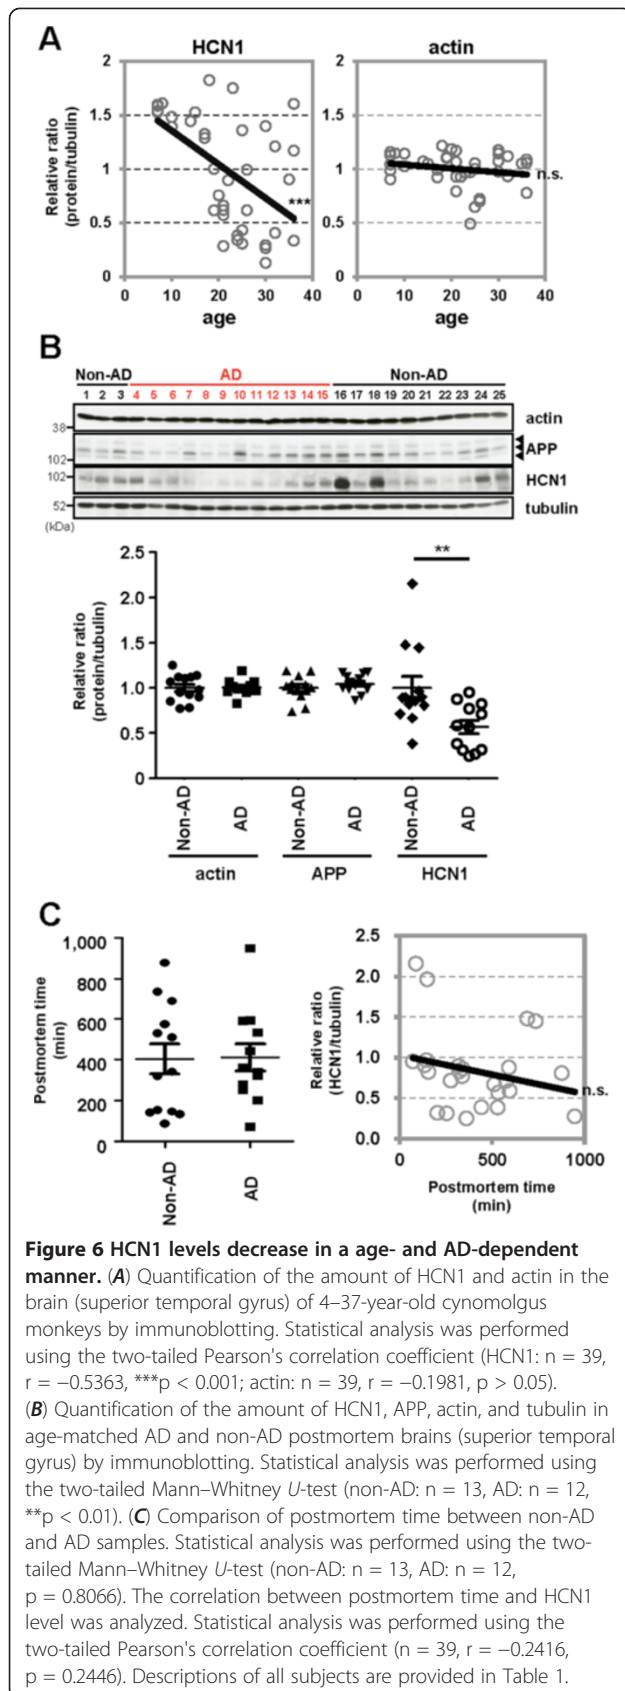 A
HCN1
actin
2
1.5
1
0.5
0
Relative ratio
(protein/tubulin)
***
0 10 20 30 40
age
2
1.5
1
0.5
0
n.s.
0 10 20 30 40
age
B
Non-AD AD Non-AD
1 2 3 4 5 6 7 8 9 10 11 12 13 14 15 16 17 18 19 20 21 22 23 24 25
38
actin
102
APP
102
HCN1
52
tubulin
(kDa)
2.5
2.0
1.5
1.0
0.5
0
Relative ratio
(protein/tubulin)
**
Non-AD AD Non-AD AD Non-AD AD
actin APP HCN1
C
1,000
800
600
400
200
0
Postmortem time
(min)
Non-AD AD
2.5
2.0
1.5
1.0
0.5
0.0
Relative ratio
(HCN1/tubulin)
n.s.
0 500 1000
Postmortem time
(min)
Figure 6 HCN1 levels decrease in a age- and AD-dependent
manner. (A) Quantification of the amount of HCN1 and actin in the
brain (superior temporal gyrus) of 4–37-year-old cynomolgus
monkeys by immunoblotting. Statistical analysis was performed
using the two-tailed Pearson's correlation coefficient (HCN1: n = 39,
r = −0.5363, ***p < 0.001; actin: n = 39, r = −0.1981, p > 0.05).
(B) Quantification of the amount of HCN1, APP, actin, and tubulin in
age-matched AD and non-AD postmortem brains (superior temporal
gyrus) by immunoblotting. Statistical analysis was performed using
the two-tailed Mann–Whitney U-test (non-AD: n = 13, AD: n = 12,
**p < 0.01). (C) Comparison of postmortem time between non-AD
and AD samples. Statistical analysis was performed using the two-
tailed Mann–Whitney U-test (non-AD: n = 13, AD: n = 12,
p = 0.8066). The correlation between postmortem time and HCN1
level was analyzed. Statistical analysis was performed using the
two-tailed Pearson's correlation coefficient (n = 39, r = −0.2416,
p = 0.2446). Descriptions of all subjects are provided in Table 1.